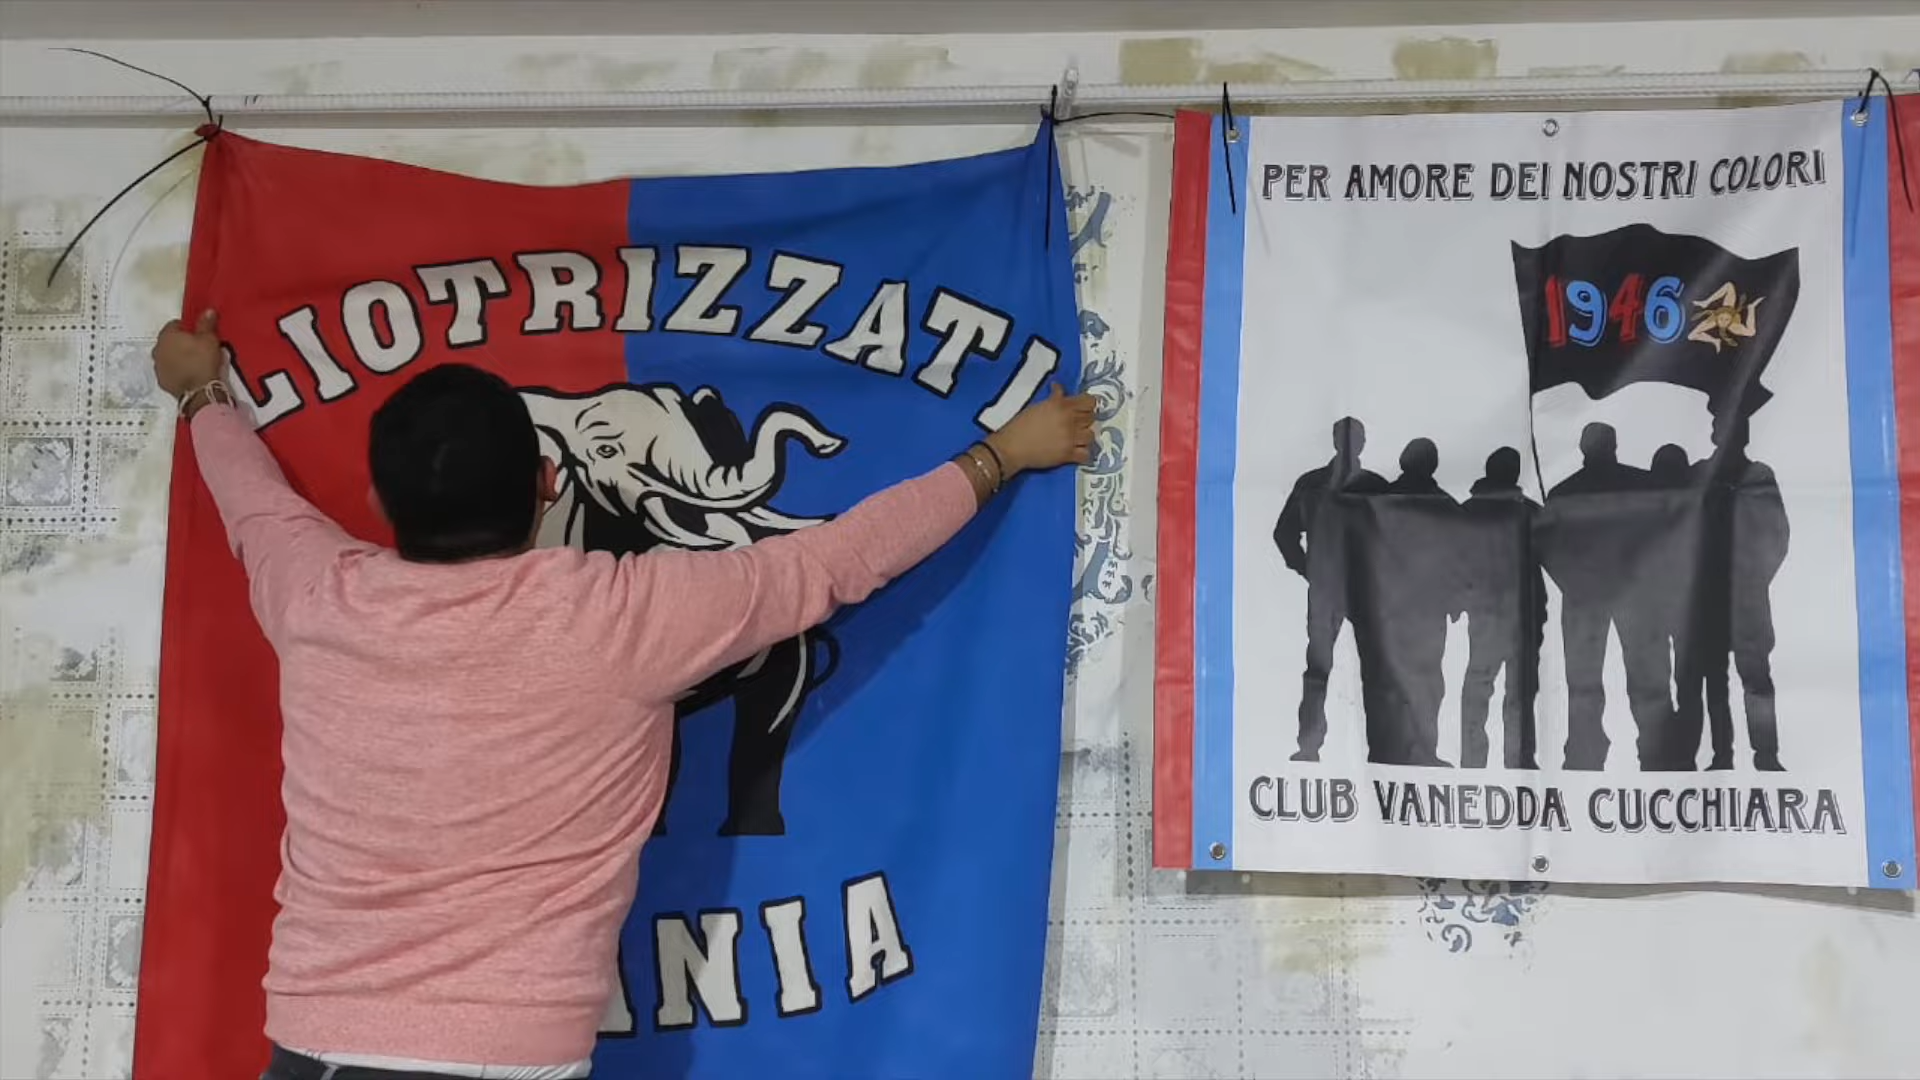 LIOTRIZZATI
ANIA
PER AMORE DEI NOSTRI COLORI
1946
CLUB VANEDDA CUCCHIARA